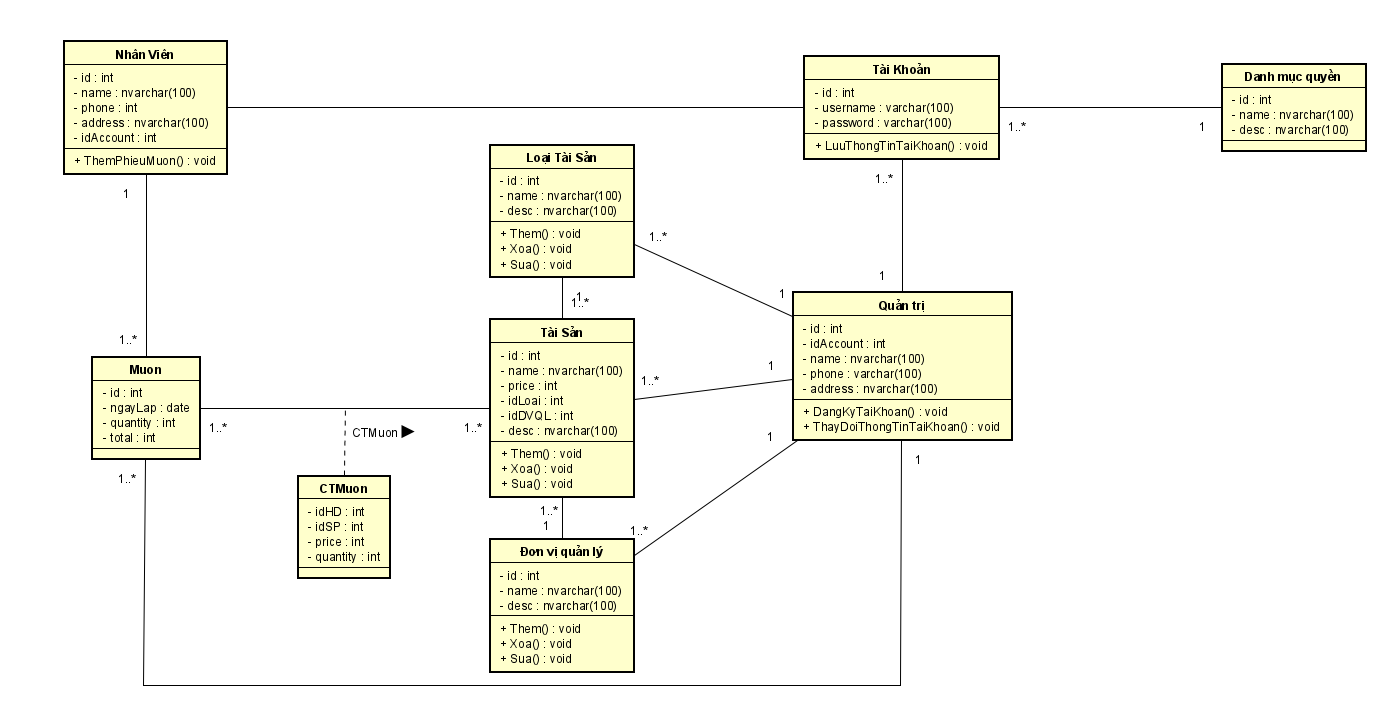 Nhân Viên
- id : int
- name : nvarchar(100)
- phone : int
- address : nvarchar(100)
- idAccount : int
+ ThemPhieuMuon() : void
Tài Khoản
- id : int
- username : varchar(100)
- password : varchar(100)
+ LuuThongTinTaiKhoan() : void
Danh mục quyền
- id : int
- name : nvarchar(100)
- desc : nvarchar(100)
1..*
1
Loại Tài Sản
- id : int
- name : nvarchar(100)
- desc : nvarchar(100)
+ Them() : void
+ Xoa() : void
+ Sua() : void
1
1..*
1..*
1
1..*
1
1
1..*
Tài Sản
- id : int
- name : nvarchar(100)
- price : int
- idLoai : int
- idDVQL : int
- desc : nvarchar(100)
+ Them() : void
+ Xoa() : void
+ Sua() : void
Quản trị
- id : int
- idAccount : int
- name : nvarchar(100)
- phone : varchar(100)
- address : nvarchar(100)
+ DangKyTaiKhoan() : void
+ ThayDoiThongTinTaiKhoan() : void
1..*
Muon
- id : int
- ngayLap : date
- quantity : int
- total : int
1
1..*
1..*
CTMuon
1..*
1
1
1..*
CTMuon
- idHD : int
- idSP : int
- price : int
- quantity : int
1..*
1
1..*
Đơn vị quản lý
- id : int
- name : nvarchar(100)
- desc : nvarchar(100)
+ Them() : void
+ Xoa() : void
+ Sua() : void